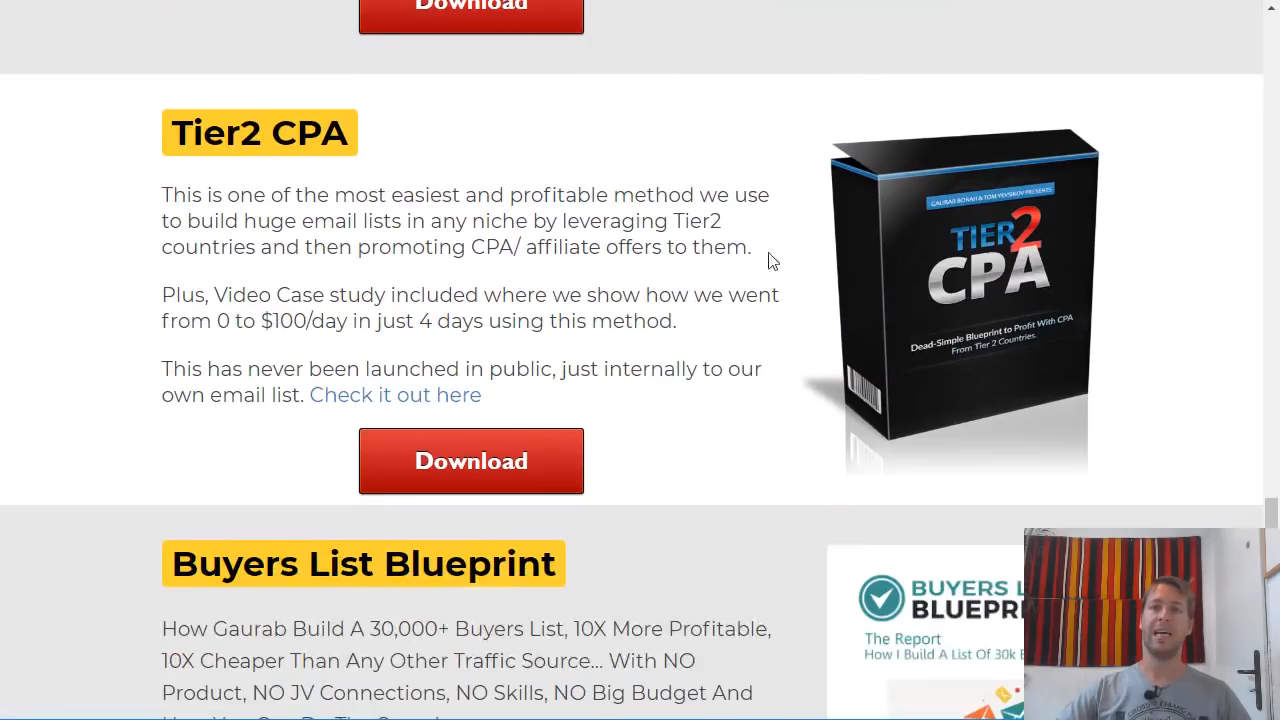 Download
Tier2 CPA
This is one of the most easiest and profitable method we use
to build huge email lists in any niche by leveraging Tier2
countries and then promoting CPA/ affiliate offers to them.
Plus, Video Case study included where we show how we went
from 0 to $100/day in just 4 days using this method.
This has never been launched in public, just internally to our
own email list. Check it out here
Download
GAURAB BORAH & TOM YEVSIKOV PRESENTS
TIER2
CPA
Dead-Simple Blueprint to Profit With CPA
From Tier 2 Countries.
Buyers List Blueprint
How Gaurab Build A 30,000+ Buyers List, 10X More Profitable,
10X Cheaper Than Any Other Traffic Source... With NO
Product, NO JV Connections, NO Skills, NO Big Budget And
BUYERS L
BLUEPRI
The Report
How I Build A List Of 30k